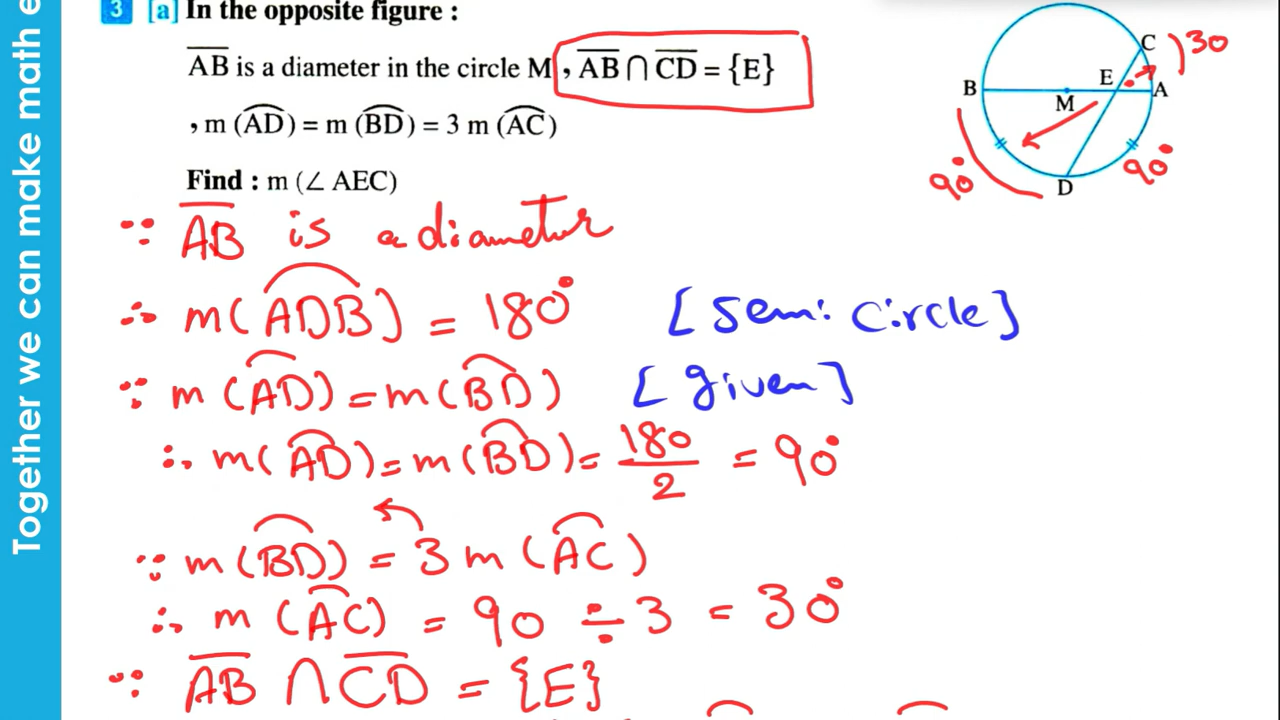 Together we can make math e
3 [a] In the opposite figure :
AB is a diameter in the circle M , AB ∩ CD = {E}
, m (AD) = m (BD) = 3 m (AC)
Find : m (∠ AEC)
C
30
E
B
M
A
90°
90°
D
∵ AB is a diameter
∴ m(ADB) = 180° [semi circle]
∵ m(AD) = m(BD) [given]
∴ m(AD) = m(BD) = 180/2 = 90°
∵ m(BD) = 3 m(AC)
∴ m(AC) = 90 ÷ 3 = 30°
∵ AB ∩ CD = {E}